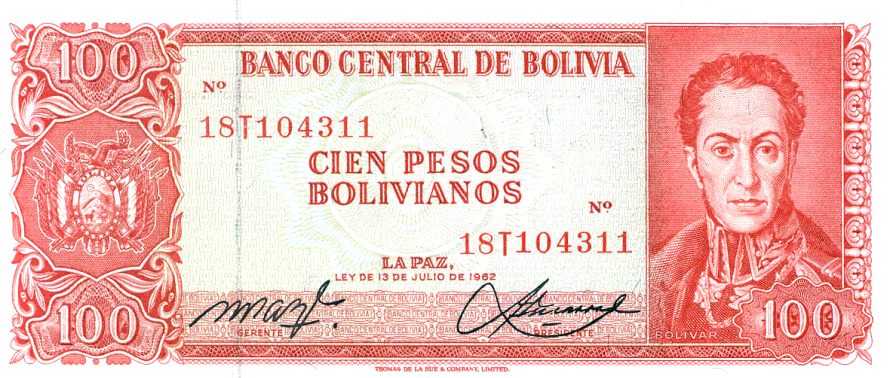 100
BANCO CENTRAL DE BOLIVIA
Nº
18T104311
CIEN PESOS
BOLIVIANOS
Nº
18T104311
LA PAZ,
LEY DE 13 DE JULIO DE 1962
GERENTE
PRESIDENTE
BOLIVAR
100
100
THOMAS DE LA RUE & COMPANY, LIMITED.